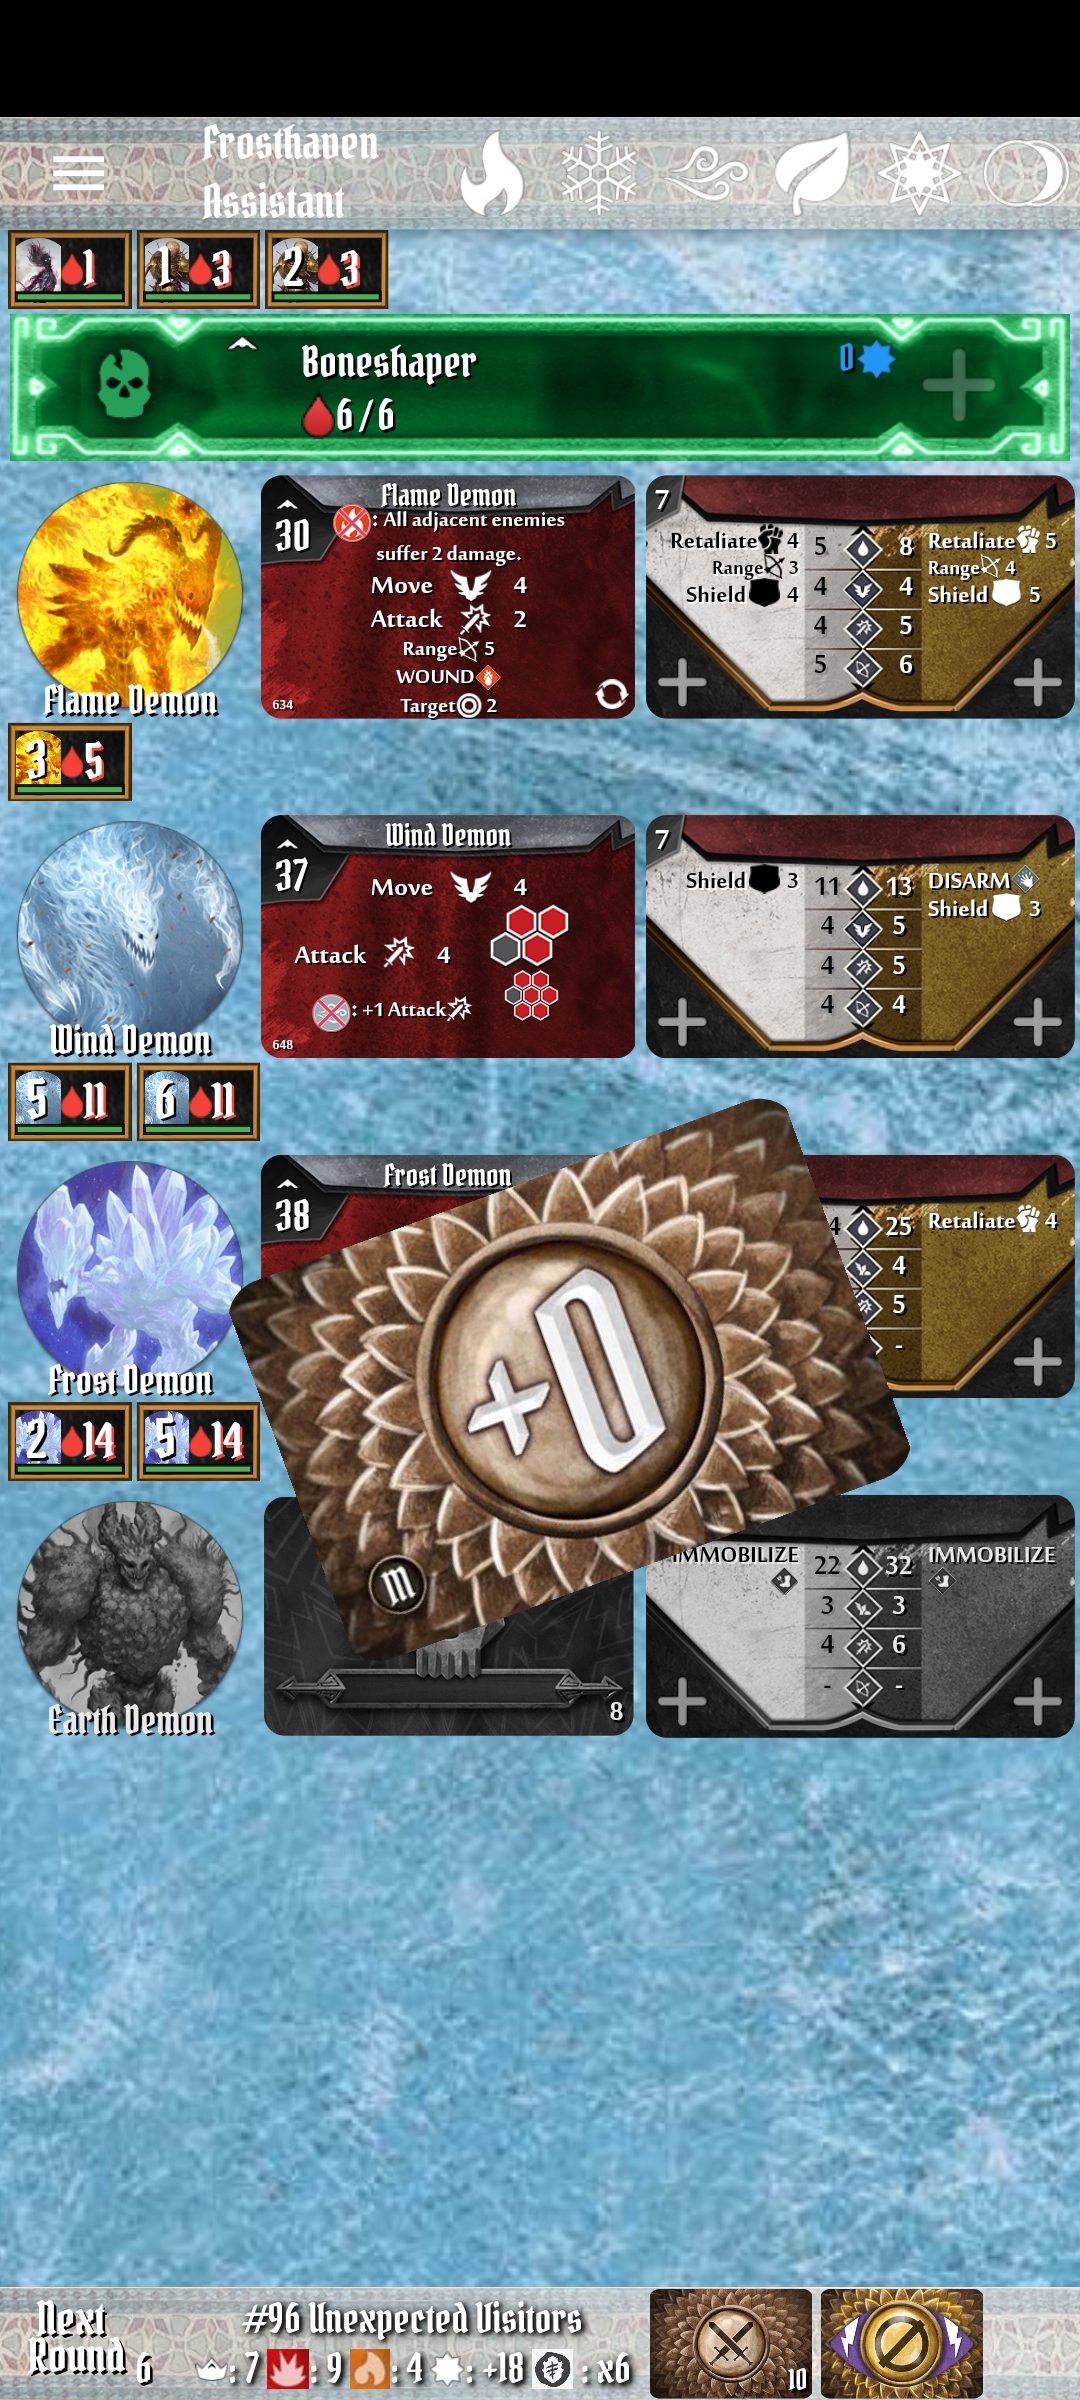 Frosthaven
Assistant
1
1 3
2 3
Boneshaper
0
6/6
Flame Demon
30
: All adjacent enemies
suffer 2 damage.
Move 4
Attack 2
Range 5
WOUND
Target 2
634
7
Retaliate 4
Range 3
Shield 4
5 8
4 4
4 5
5 6
Retaliate 5
Range 4
Shield 5
Flame Demon
3 5
Wind Demon
37
Move 4
Attack 4
: +1 Attack
648
7
Shield 3
11 13
4 5
4 5
4 4
DISARM
Shield 3
Wind Demon
5 11
6 11
Frost Demon
38
4 25
4
5
-
Retaliate 4
+0
m
Frost Demon
2 14
5 14
8
IMMOBILIZE
22 32
3 3
4 6
- -
IMMOBILIZE
Earth Demon
Next
Round 6
#96 Unexpected Visitors
: 7 : 9 : 4 : +18 : x6
10